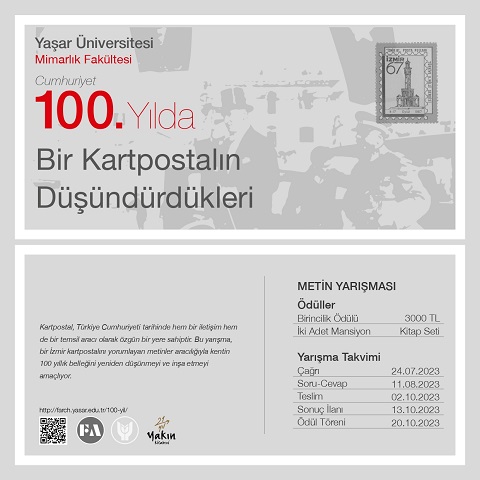 Yaşar Üniversitesi
Mimarlık Fakültesi
Cumhuriyet
100.Yılda
Bir Kartpostalın
Düşündürdükleri
İZMİR
67
METİN YARIŞMASI
Ödüller
Birincilik Ödülü 3000 TL
İki Adet Mansiyon Kitap Seti
Yarışma Takvimi
Çağrı 24.07.2023
Soru-Cevap 11.08.2023
Teslim 02.10.2023
Sonuç İlanı 13.10.2023
Ödül Töreni 20.10.2023
Kartpostal, Türkiye Cumhuriyeti tarihinde hem bir iletişim hem
de bir temsil aracı olarak özgün bir yere sahiptir. Bu yarışma,
bir İzmir kartpostalını yorumlayan metinler aracılığıyla kentin
100 yıllık belleğini yeniden düşünmeyi ve inşa etmeyi
amaçlıyor.
http://farch.yasar.edu.tr/100-yil/
FA
yakın